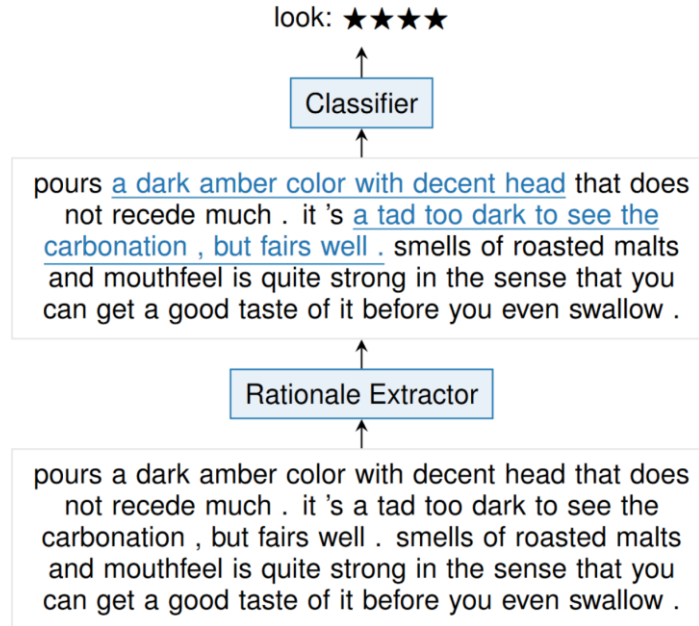 look: ★★★★
Classifier
pours a dark amber color with decent head that does
not recede much . it 's a tad too dark to see the
carbonation , but fairs well . smells of roasted malts
and mouthfeel is quite strong in the sense that you
can get a good taste of it before you even swallow .
Rationale Extractor
pours a dark amber color with decent head that does
not recede much . it 's a tad too dark to see the
carbonation , but fairs well . smells of roasted malts
and mouthfeel is quite strong in the sense that you
can get a good taste of it before you even swallow .